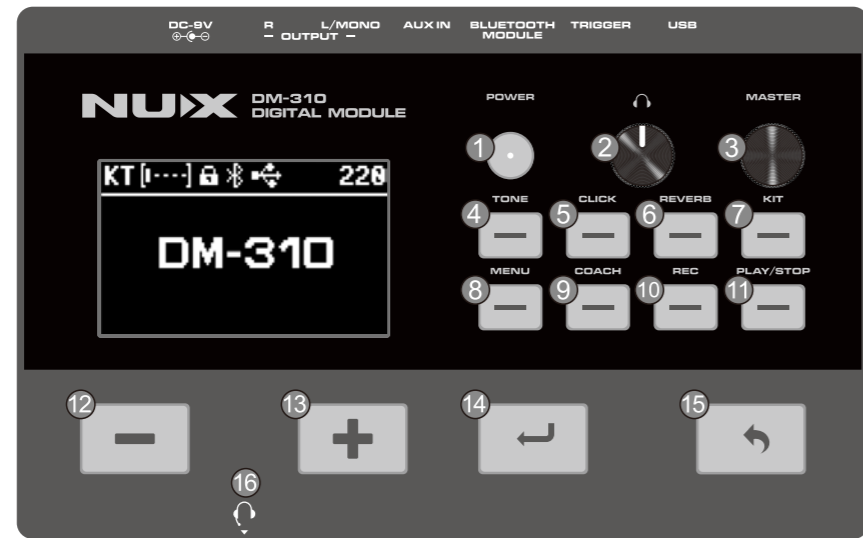 DC-9V R L/MONO AUX IN BLUETOOTH MODULE TRIGGER USB
– OUTPUT –
NUX DM-310
DIGITAL MODULE
POWER MASTER
1 2 3
KT [ı----] 220
DM-310
TONE CLICK REVERB KIT
4 5 6 7
MENU COACH REC PLAY/STOP
8 9 10 11
12 13 14 15
16